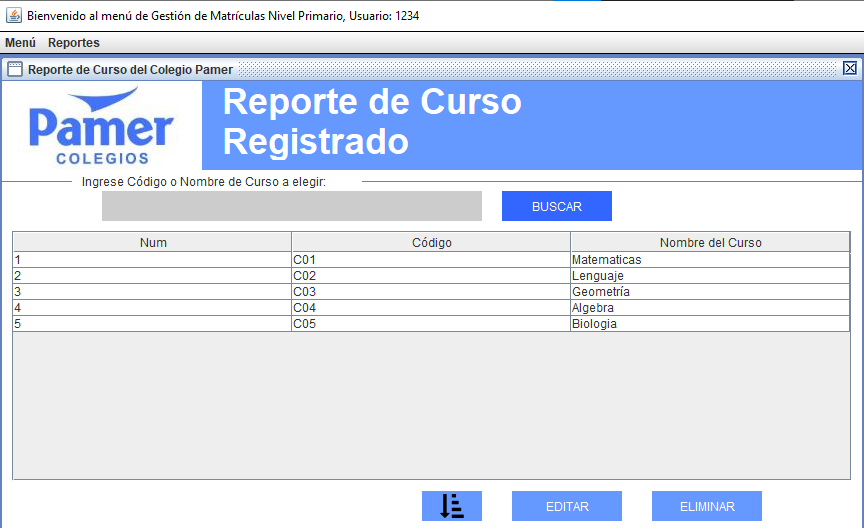 Bienvenido al menú de Gestión de Matrículas Nivel Primario, Usuario: 1234
Menú Reportes
Reporte de Curso del Colegio Pamer
Pamer
COLEGIOS
Reporte de Curso
Registrado
Ingrese Código o Nombre de Curso a elegir:
BUSCAR
Num Código Nombre del Curso
1 C01 Matematicas
2 C02 Lenguaje
3 C03 Geometría
4 C04 Algebra
5 C05 Biologia
EDITAR ELIMINAR